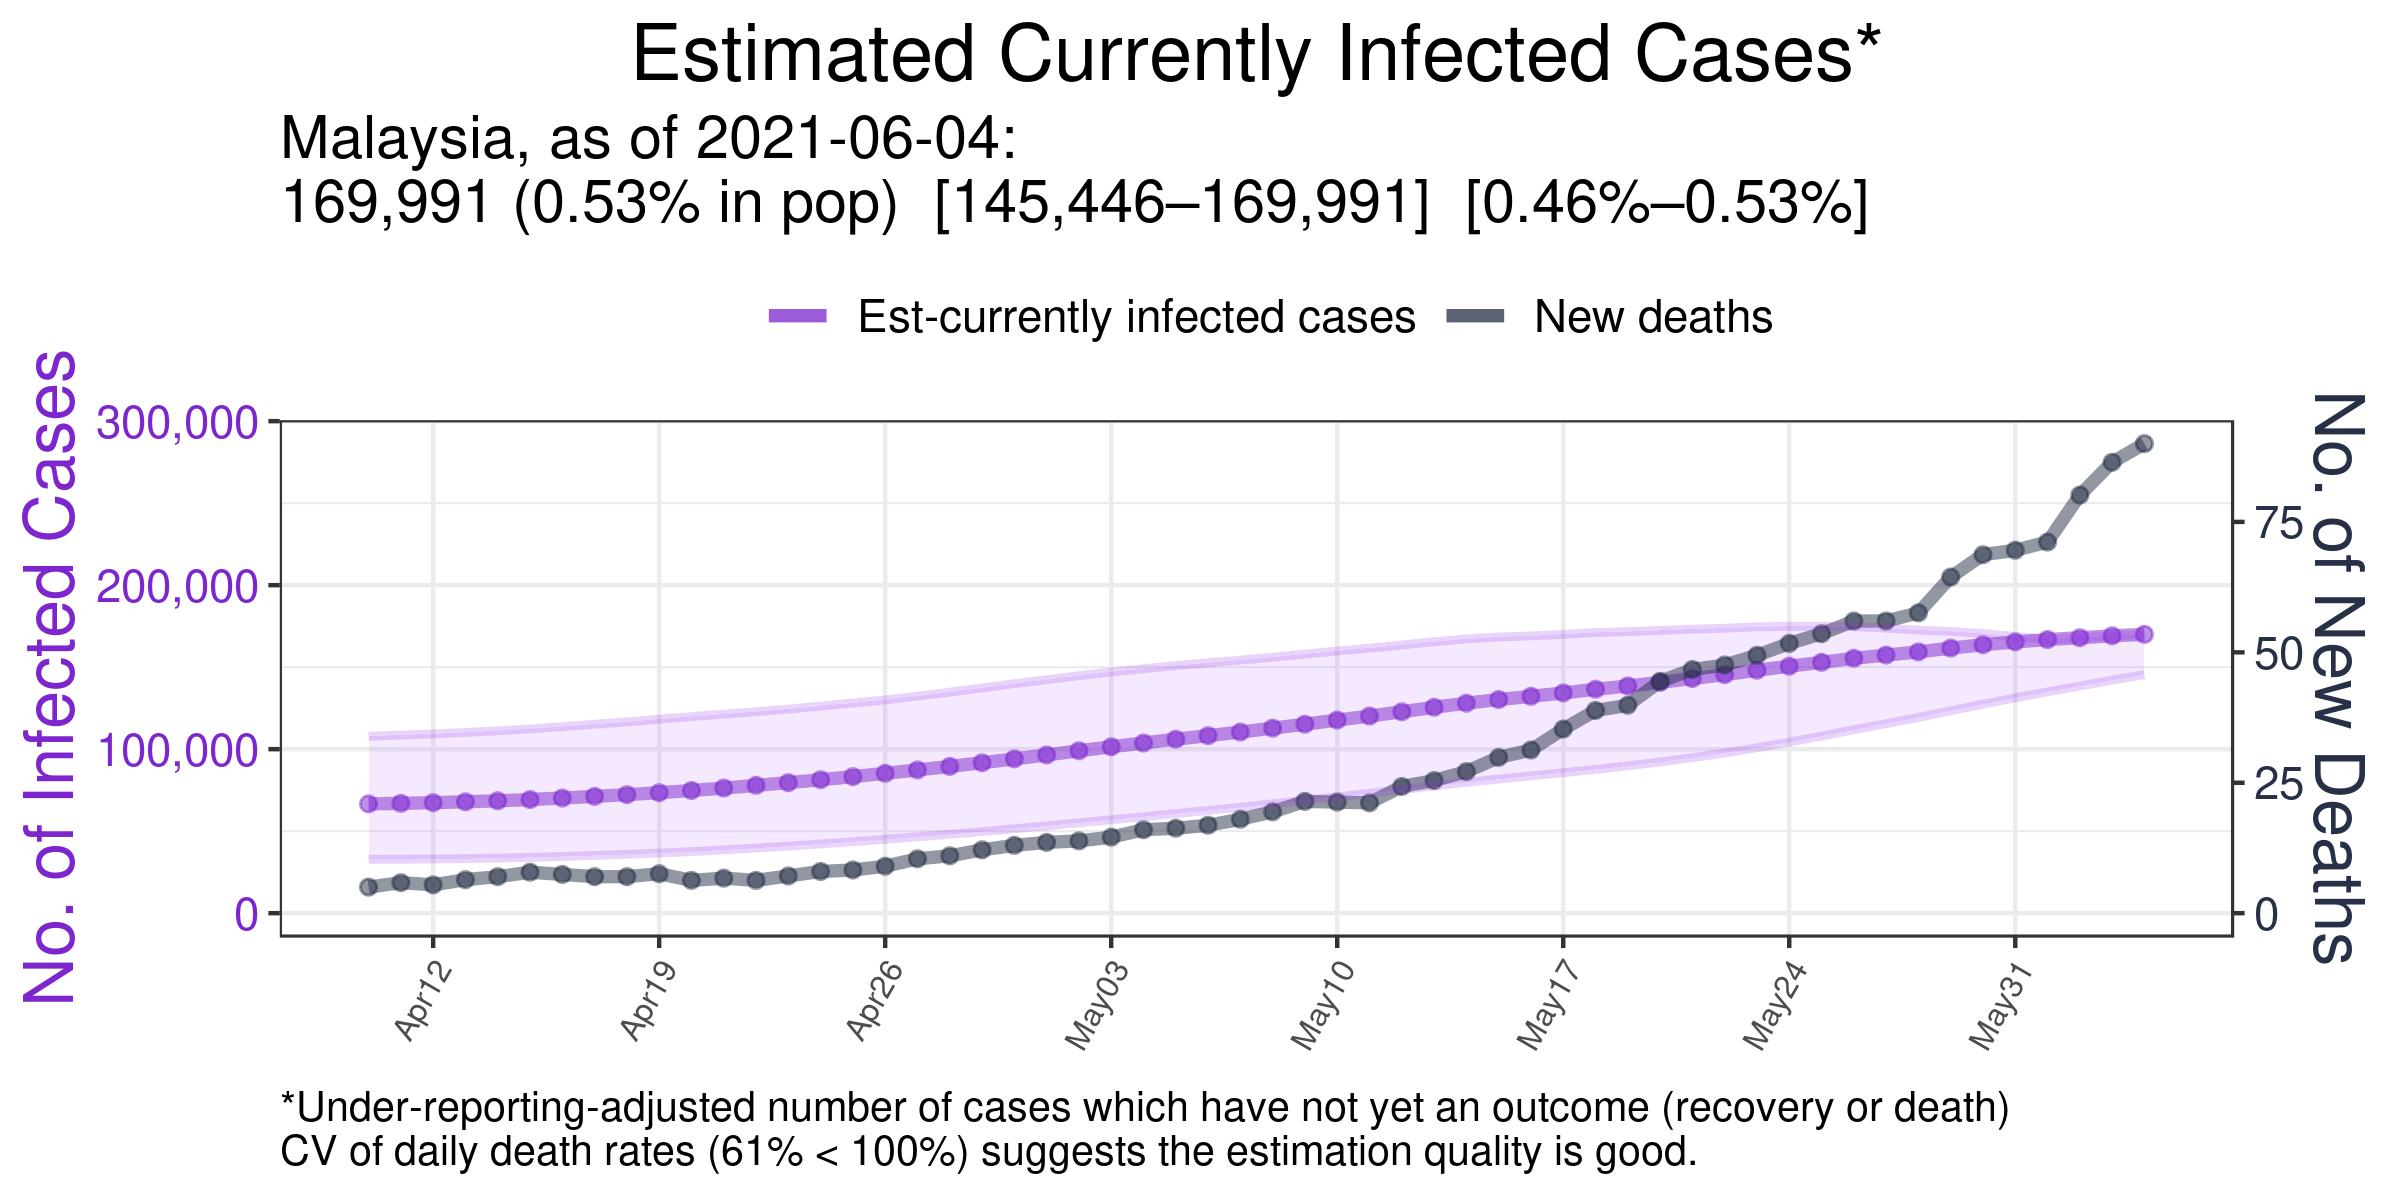 Estimated Currently Infected Cases*
Malaysia, as of 2021-06-04:
169,991 (0.53% in pop)  [145,446–169,991]  [0.46%–0.53%]
Est-currently infected cases
New deaths
No. of Infected Cases
300,000
200,000
100,000
0
No. of New Deaths
75
50
25
0
Apr12
Apr19
Apr26
May03
May10
May17
May24
May31
*Under-reporting-adjusted number of cases which have not yet an outcome (recovery or death)
CV of daily death rates (61% < 100%) suggests the estimation quality is good.